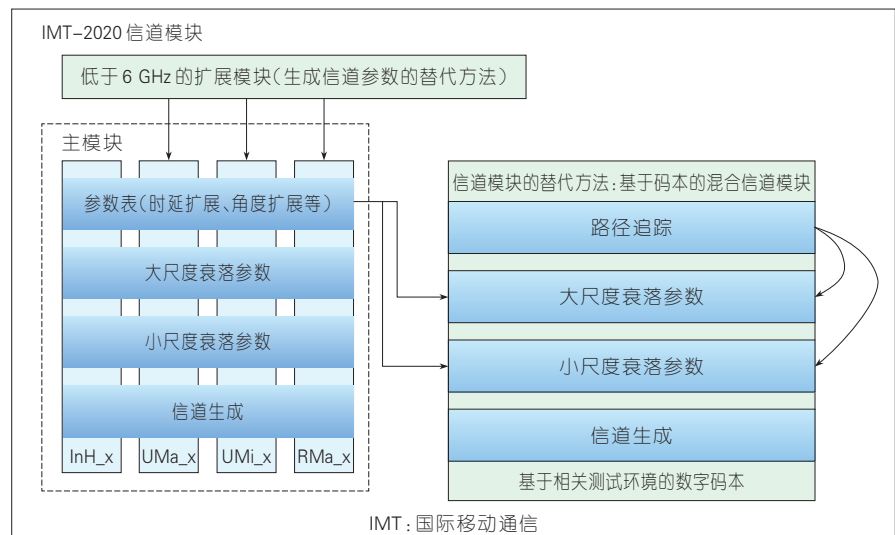 IMT-2020 信道模块
低于 6 GHz 的扩展模块(生成信道参数的替代方法)
主模块
参数表(时延扩展、角度扩展等)
大尺度衰落参数
小尺度衰落参数
信道生成
InH_x UMa_x UMi_x RMa_x
信道模块的替代方法:基于码本的混合信道模块
路径追踪
大尺度衰落参数
小尺度衰落参数
信道生成
基于相关测试环境的数字码本
IMT:国际移动通信